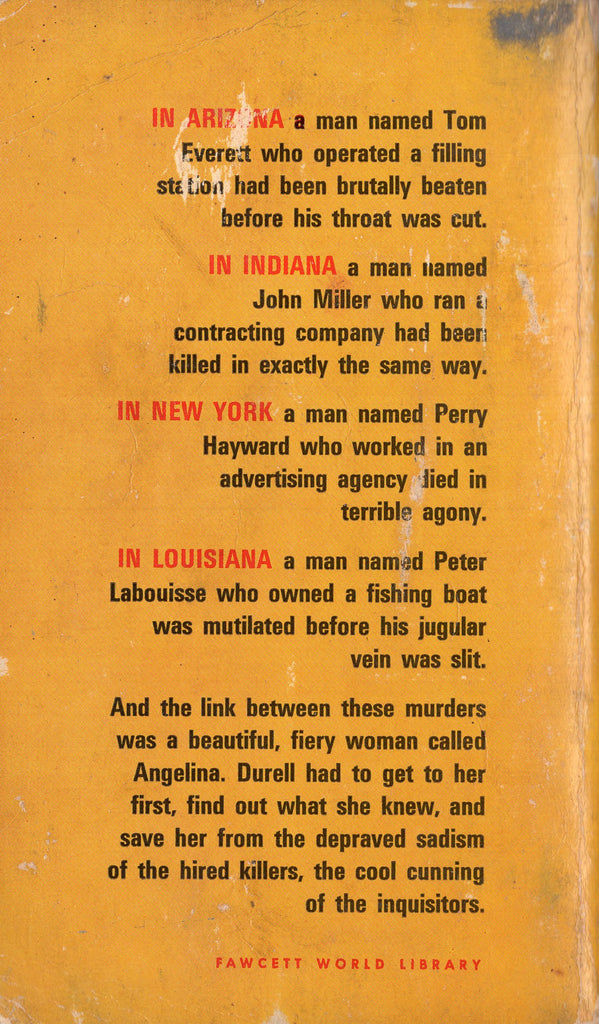 IN ARIZONA a man named Tom
Everett who operated a filling
station had been brutally beaten
before his throat was cut.
IN INDIANA a man named
John Miller who ran a
contracting company had been
killed in exactly the same way.
IN NEW YORK a man named Perry
Hayward who worked in an
advertising agency died in
terrible agony.
IN LOUISIANA a man named Peter
Labouisse who owned a fishing boat
was mutilated before his jugular
vein was slit.
And the link between these murders
was a beautiful, fiery woman called
Angelina. Durell had to get to her
first, find out what she knew, and
save her from the depraved sadism
of the hired killers, the cool cunning
of the inquisitors.
FAWCETT WORLD LIBRARY